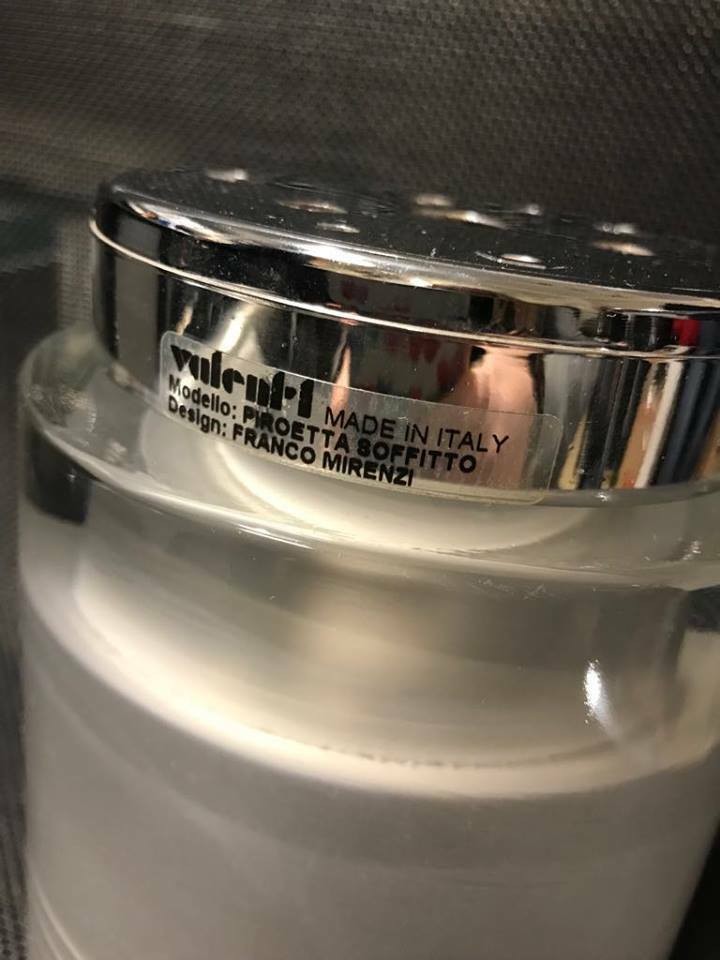 valenti MADE IN ITALY
Modello: PIROETTA SOFFITTO
Design: FRANCO MIRENZI